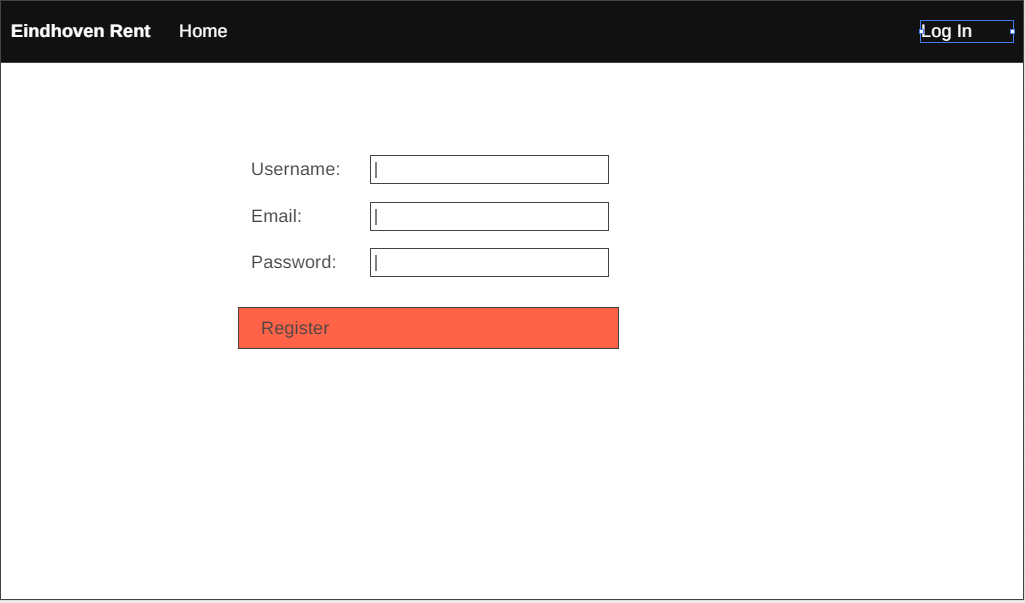 Eindhoven Rent Home Log In
Username:
Email:
Password:
Register